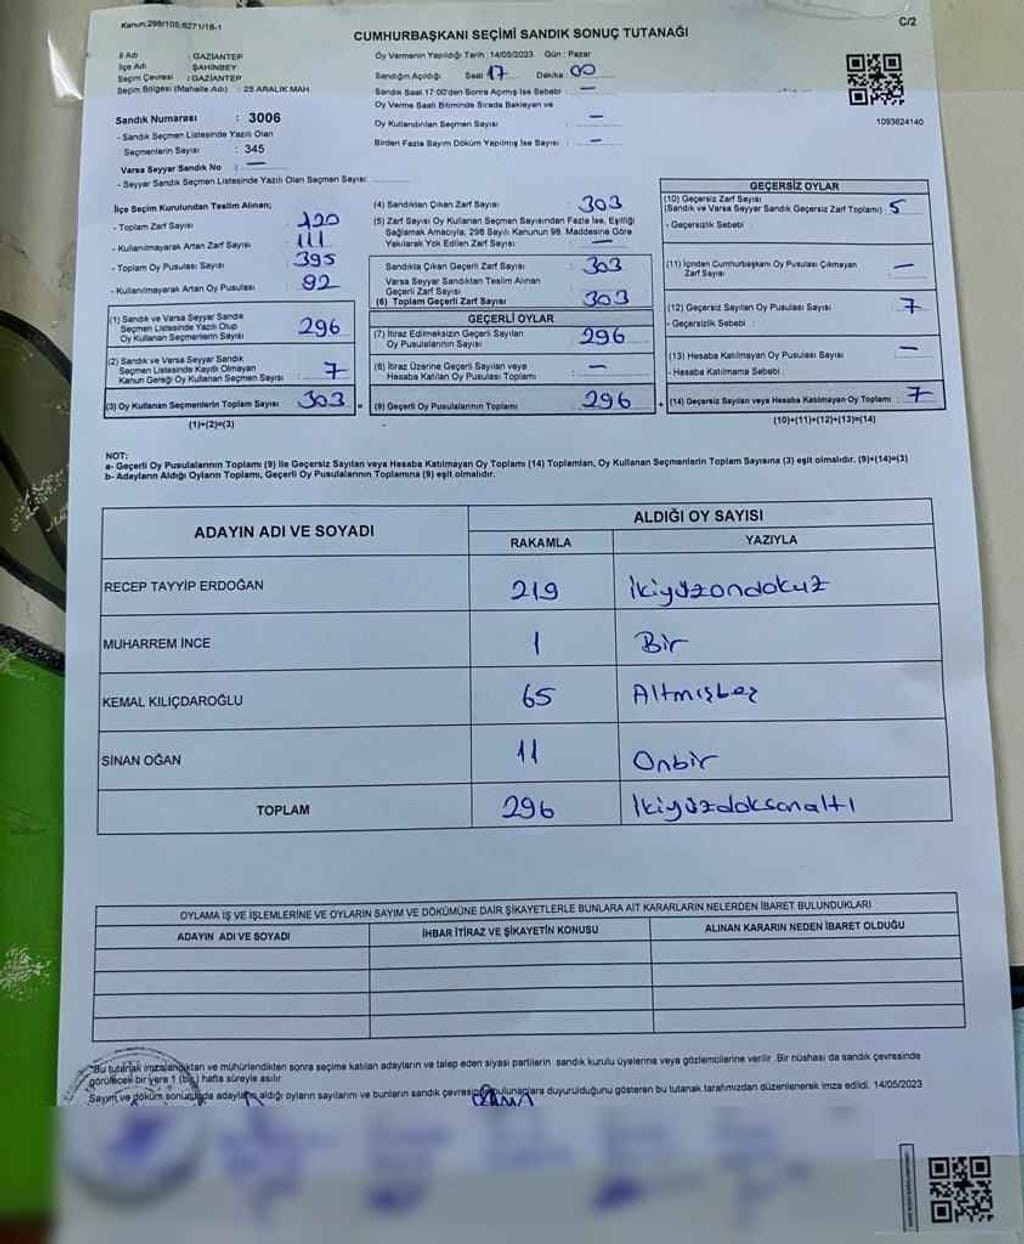 Kanun:298/105,6271/18-1
C/2
CUMHURBAŞKANI SEÇİMİ SANDIK SONUÇ TUTANAĞI
İl Adı : GAZİANTEP
İlçe Adı : ŞAHİNBEY
Seçim Çevresi : GAZİANTEP
Seçim Bölgesi (Mahalle Adı) : 25 ARALIK MAH.
Oy Vermenin Yapıldığı Tarih : 14/05/2023 Gün : Pazar
Sandığın Açıldığı Saat 17 Dakika 00
Sandık Saat 17:00'den Sonra Açılmış İse Sebebi : —
Oy Verme Saati Bitiminde Sırada Bekleyen ve
Oy Kullandırılan Seçmen Sayısı : —
Birden Fazla Sayım Döküm Yapılmış İse Sayısı : —
1093624140
Sandık Numarası : 3006
- Sandık Seçmen Listesinde Yazılı Olan
Seçmenlerin Sayısı : 345
Varsa Seyyar Sandık No : —
- Seyyar Sandık Seçmen Listesinde Yazılı Olan Seçmen Sayısı:
İlçe Seçim Kurulundan Teslim Alınan;
- Toplam Zarf Sayısı : 420
- Kullanılmayarak Artan Zarf Sayısı : 111
- Toplam Oy Pusulası Sayısı : 395
- Kullanılmayarak Artan Oy Pusulası : 92
(1) Sandık ve Varsa Seyyar Sandık
Seçmen Listesinde Yazılı Olup
Oy Kullanan Seçmenlerin Sayısı : 296
(2) Sandık ve Varsa Seyyar Sandık
Seçmen Listesinde Kayıtlı Olmayan
Kanun Gereği Oy Kullanan Seçmen Sayısı : 7
(3) Oy Kullanan Seçmenlerin Toplam Sayısı : 303
(1)+(2)=(3)
(4) Sandıktan Çıkan Zarf Sayısı : 303
(5) Zarf Sayısı Oy Kullanan Seçmen Sayısından Fazla İse, Eşitliği
Sağlamak Amacıyla, 298 Sayılı Kanunun 98. Maddesine Göre
Yakılarak Yok Edilen Zarf Sayısı : —
- Sandıkta Çıkan Geçerli Zarf Sayısı : 303
Varsa Seyyar Sandıktan Teslim Alınan
Geçerli Zarf Sayısı
(6) Toplam Geçerli Zarf Sayısı : 303
GEÇERLİ OYLAR
(7) İtiraz Edilmeksizin Geçerli Sayılan
Oy Pusulalarının Sayısı : 296
(8) İtiraz Üzerine Geçerli Sayılan veya
Hesaba Katılan Oy Pusulası Toplamı : —
= (9) Geçerli Oy Pusulalarının Toplamı : 296
GEÇERSİZ OYLAR
(10) Geçersiz Zarf Sayısı
(Sandık ve Varsa Seyyar Sandık Geçersiz Zarf Toplamı) : 5
- Geçersizlik Sebebi :
(11) İçinden Cumhurbaşkanı Oy Pusulası Çıkmayan
Zarf Sayısı : —
(12) Geçersiz Sayılan Oy Pusulası Sayısı : 7
- Geçersizlik Sebebi :
(13) Hesaba Katılmayan Oy Pusulası Sayısı : —
- Hesaba Katılmama Sebebi :
+ (14) Geçersiz Sayılan veya Hesaba Katılmayan Oy Toplamı : 7
(10)+(11)+(12)+(13)=(14)
NOT:
a- Geçerli Oy Pusulalarının Toplamı (9) ile Geçersiz Sayılan veya Hesaba Katılmayan Oy Toplamı (14) Toplamları, Oy Kullanan Seçmenlerin Toplam Sayısına (3) eşit olmalıdır. (9)+(14)=(3)
b- Adayların Aldığı Oyların Toplamı, Geçerli Oy Pusulalarının Toplamına (9) eşit olmalıdır.
ADAYIN ADI VE SOYADI
ALDIĞI OY SAYISI
RAKAMLA YAZIYLA
RECEP TAYYİP ERDOĞAN 219 İkiyüzondokuz
MUHARREM İNCE 1 Bir
KEMAL KILIÇDAROĞLU 65 Altmışbeş
SİNAN OĞAN 11 Onbir
TOPLAM 296 İkiyüzdoksanaltı
OYLAMA İŞ VE İŞLEMLERİNE VE OYLARIN SAYIM VE DÖKÜMÜNE DAİR ŞİKAYETLERLE BUNLARA AİT KARARLARIN NELERDEN İBARET BULUNDUKLARI
ADAYIN ADI VE SOYADI İHBAR İTİRAZ VE ŞİKAYETİN KONUSU ALINAN KARARIN NEDEN İBARET OLDUĞU
"Bu tutanak imzalandıktan ve mühürlendikten sonra seçime katılan adayların ve talep eden siyasi partilerin sandık kurulu üyelerine veya gözlemcilerine verilir. Bir nüshası da sandık çevresinde
görülecek bir yere 1 (bir) hafta süreyle asılır
Sayım ve döküm sonucunda adayların aldığı oyların sayılarını ve bunların sandık çevresinde bulunanlara duyurulduğunu gösteren bu tutanak tarafımızdan düzenlenerek imza edildi. 14/05/2023